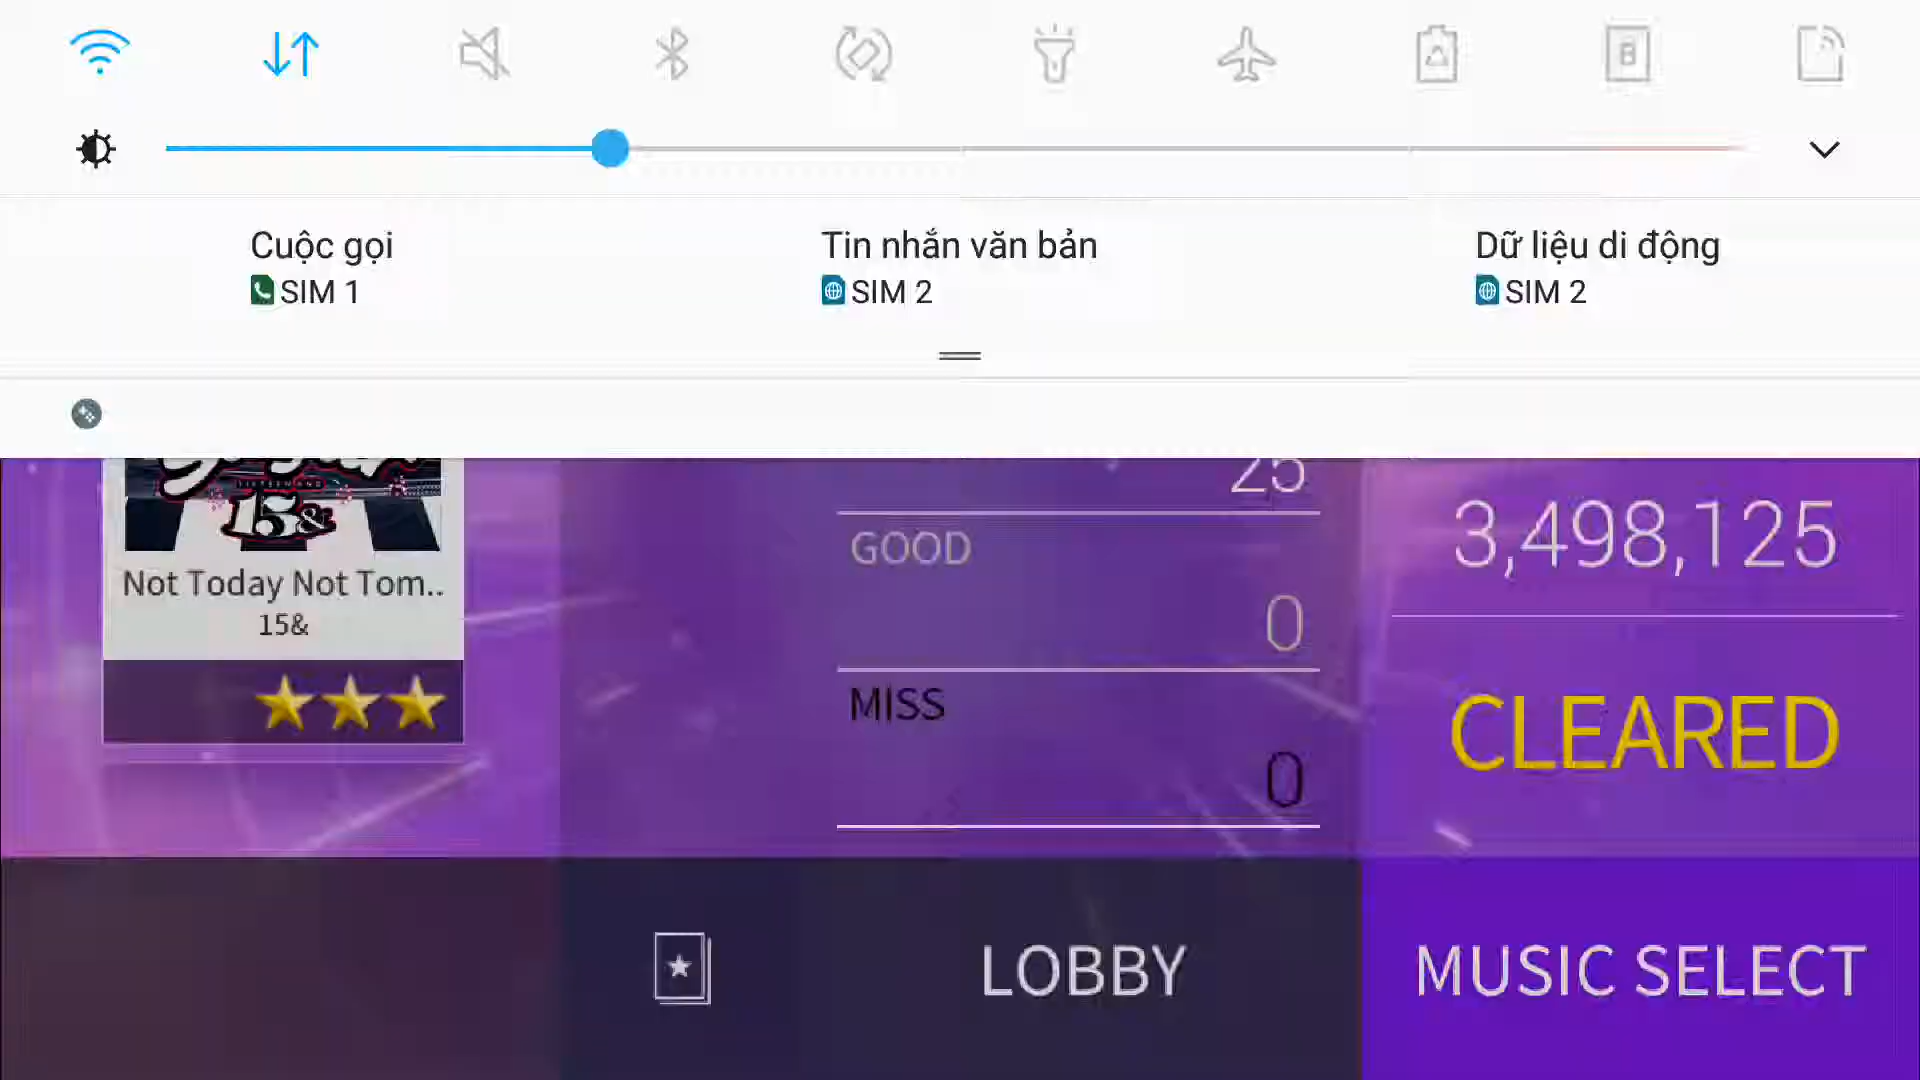 Cuộc gọi
SIM 1
Tin nhắn văn bản
SIM 2
Dữ liệu di động
SIM 2
15&
Not Today Not Tom..
15&
25
GOOD
0
MISS
0
3,498,125
CLEARED
LOBBY
MUSIC SELECT